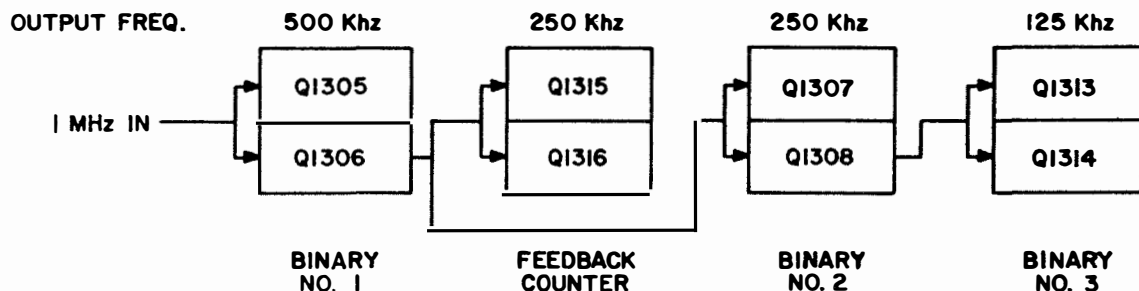 OUTPUT FREQ. 500 Khz 250 Khz 250 Khz 125 Khz
Q1305 Q1315 Q1307 Q1313
1 MHz IN
Q1306 Q1316 Q1308 Q1314
BINARY FEEDBACK BINARY BINARY
NO. 1 COUNTER NO. 2 NO. 3